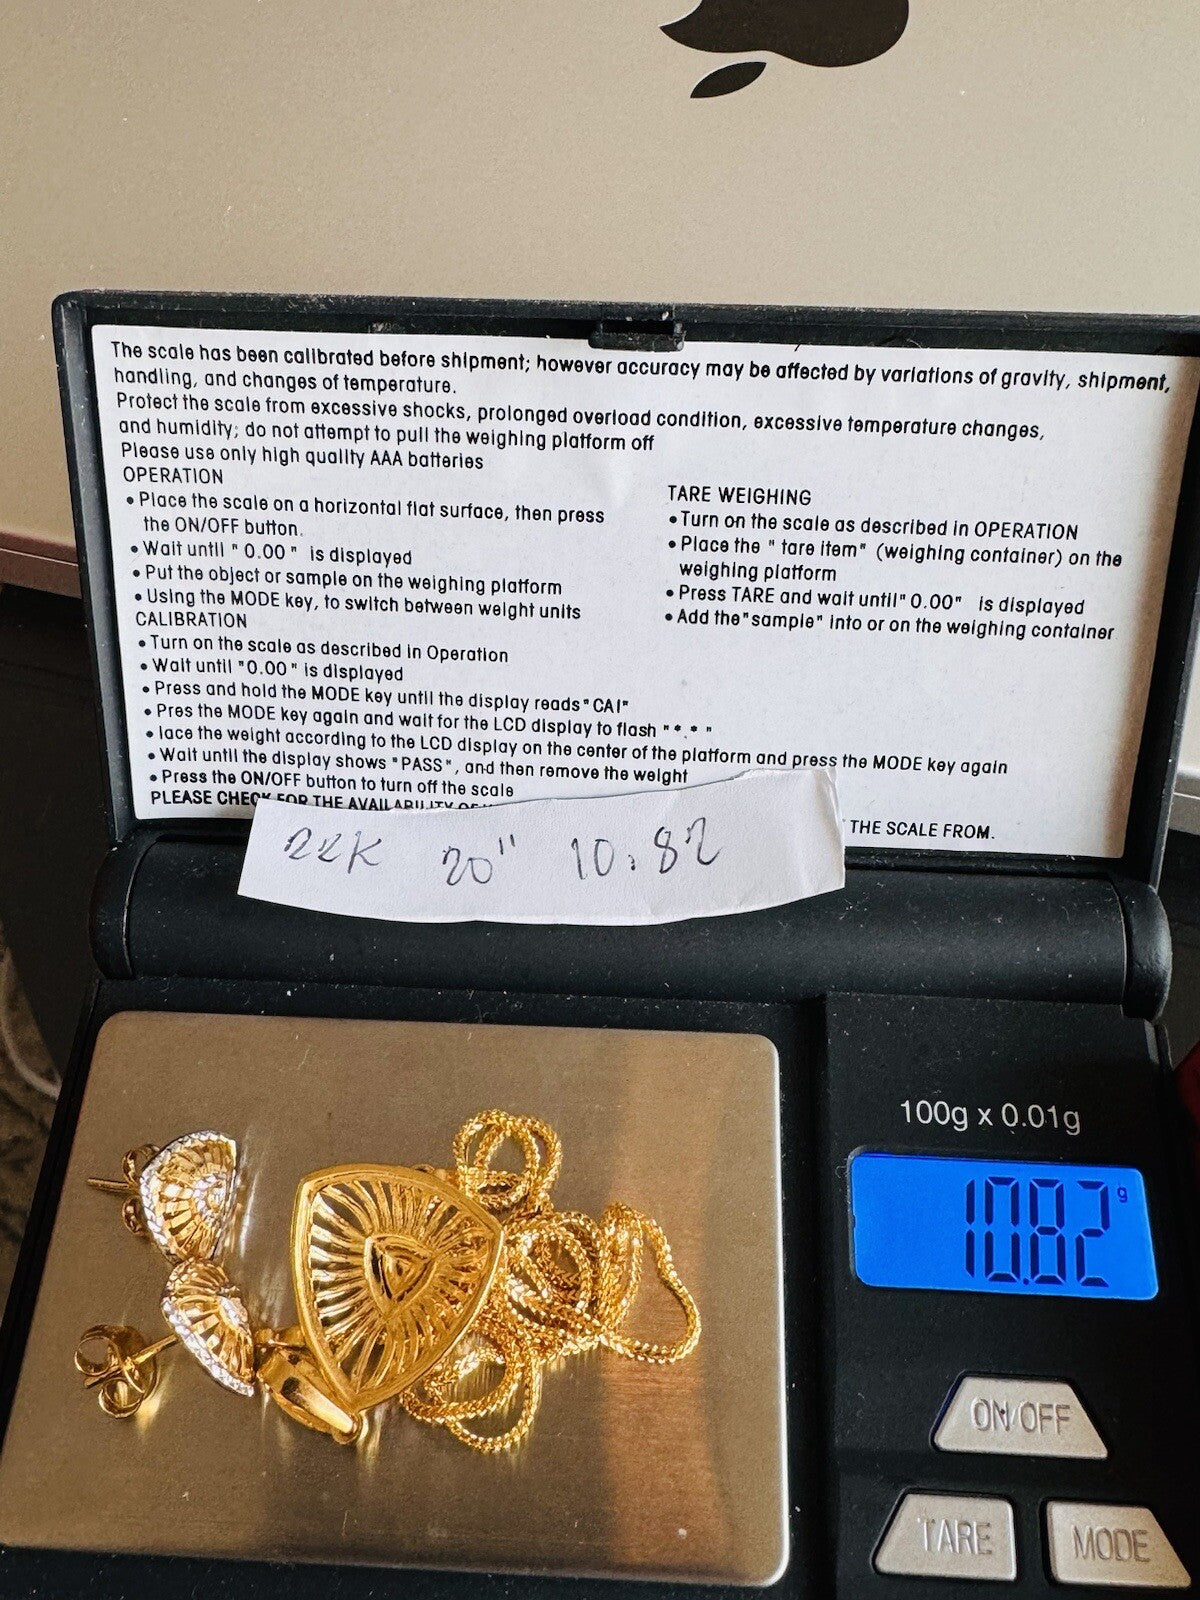 The scale has been calibrated before shipment; however accuracy may be affected by variations of gravity, shipment,
handling, and changes of temperature.
Protect the scale from excessive shocks, prolonged overload condition, excessive temperature changes,
and humidity; do not attempt to pull the weighing platform off
Please use only high quality AAA batteries
OPERATION
• Place the scale on a horizontal flat surface, then press
the ON/OFF button.
• Wait until " 0.00 " is displayed
• Put the object or sample on the weighing platform
• Using the MODE key, to switch between weight units
CALIBRATION
• Turn on the scale as described in Operation
• Wait until "0.00" is displayed
• Press and hold the MODE key until the display reads "CAl"
• Pres the MODE key again and wait for the LCD display to flash "*.*"
• lace the weight according to the LCD display on the center of the platform and press the MODE key again
• Wait until the display shows "PASS", and then remove the weight
• Press the ON/OFF button to turn off the scale
PLEASE CHECK FOR THE AVAILABILITY OF
THE SCALE FROM.
TARE WEIGHING
• Turn on the scale as described in OPERATION
• Place the " tare item" (weighing container) on the
weighing platform
• Press TARE and wait until" 0.00" is displayed
• Add the"sample" into or on the weighing container
22K 20" 10.82
100g x 0.01g
10.82 g
ON/OFF
TARE MODE